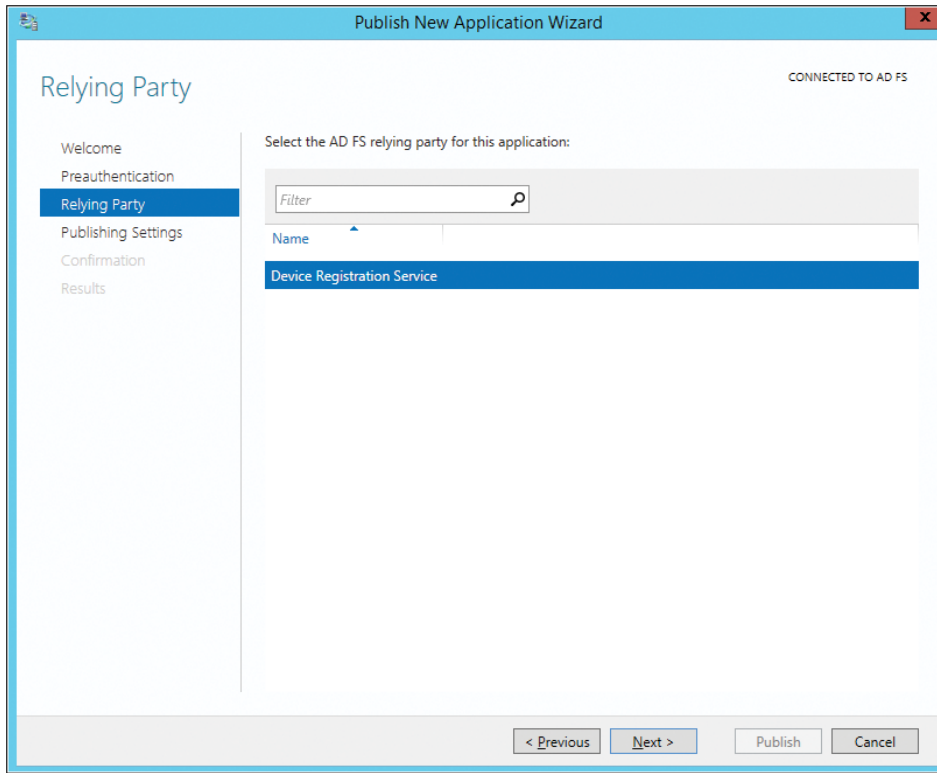 Publish New Application Wizard
x
Relying Party
CONNECTED TO AD FS
Welcome
Preauthentication
Relying Party
Publishing Settings
Confirmation
Results
Select the AD FS relying party for this application:
Filter
Name
Device Registration Service
< Previous
Next >
Publish
Cancel